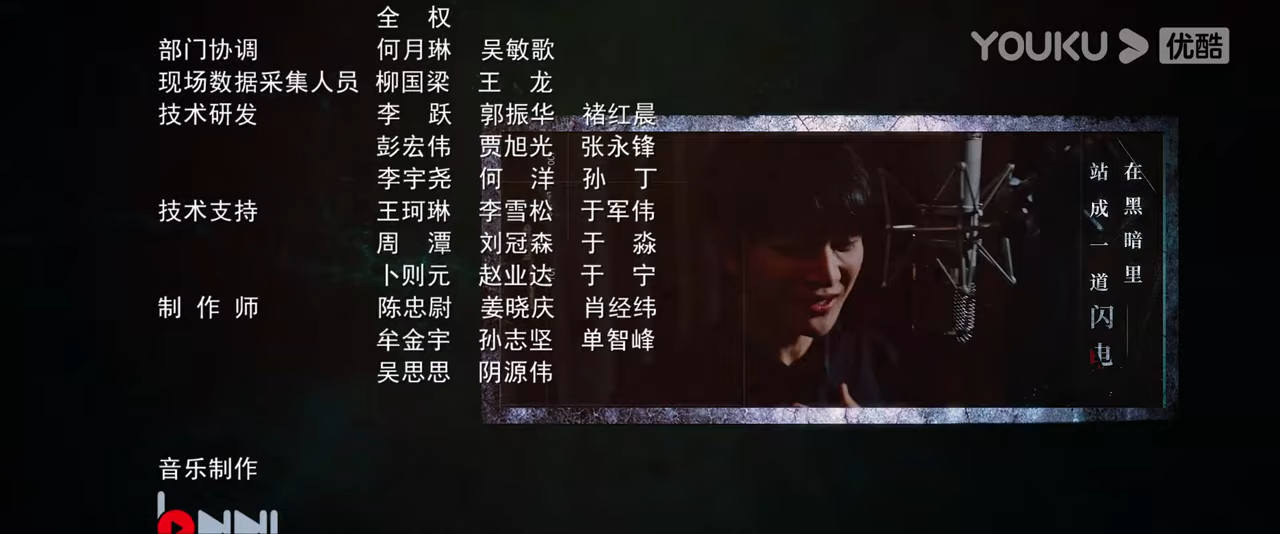 全 权
部门协调 何月琳 吴敏歌
现场数据采集人员 柳国梁 王 龙
技术研发 李 跃 郭振华 褚红晨
彭宏伟 贾旭光 张永锋
李宇尧 何 洋 孙 丁
技术支持 王珂琳 李雪松 于军伟
周 潭 刘冠森 于 淼
卜则元 赵业达 于 宁
制 作 师 陈忠尉 姜晓庆 肖经纬
牟金宇 孙志坚 单智峰
吴思思 阴源伟
音乐制作
YOUKU 优酷
在黑暗里
站成一道闪电